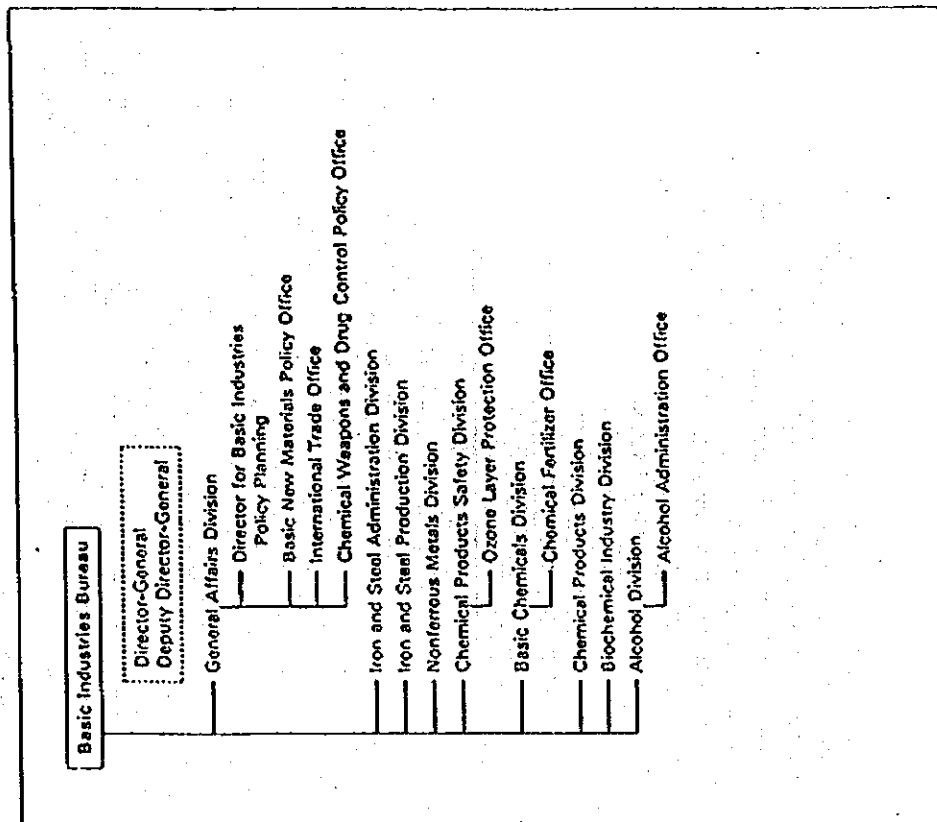 Basic Industries Bureau
Director-General
Deputy Director-General
General Affairs Division
Director for Basic Industries
Policy Planning
Basic New Materials Policy Office
International Trade Office
Chemical Weapons and Drug Control Policy Office
Iron and Steel Administration Division
Iron and Steel Production Division
Nonferrous Metals Division
Chemical Products Safety Division
Ozone Layer Protection Office
Basic Chemicals Division
Chemical Fertilizer Office
Chemical Products Division
Biochemical Industry Division
Alcohol Division
Alcohol Administration Office